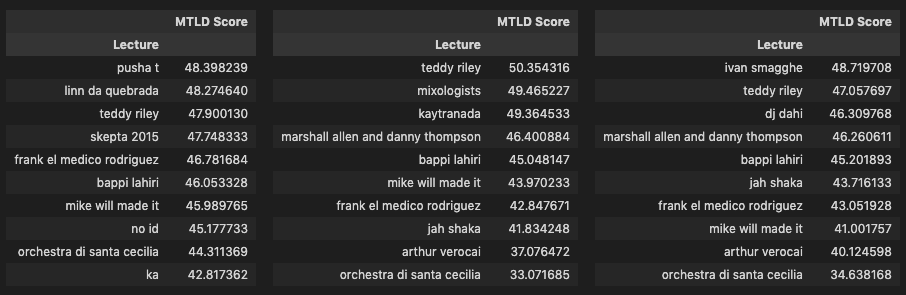 MTLD Score
Lecture
pusha t 48.398239
linn da quebrada 48.274640
teddy riley 47.900130
skepta 2015 47.748333
frank el medico rodriguez 46.781684
bappi lahiri 46.053328
mike will made it 45.989765
no id 45.177733
orchestra di santa cecilia 44.311369
ka 42.817362
MTLD Score
Lecture
teddy riley 50.354316
mixologists 49.465227
kaytranada 49.364533
marshall allen and danny thompson 46.400884
bappi lahiri 45.048147
mike will made it 43.970233
frank el medico rodriguez 42.847671
jah shaka 41.834248
arthur verocai 37.076472
orchestra di santa cecilia 33.071685
MTLD Score
Lecture
ivan smagghe 48.719708
teddy riley 47.057697
dj dahi 46.309768
marshall allen and danny thompson 46.260611
bappi lahiri 45.201893
jah shaka 43.716133
frank el medico rodriguez 43.051928
mike will made it 41.001757
arthur verocai 40.124598
orchestra di santa cecilia 34.638168